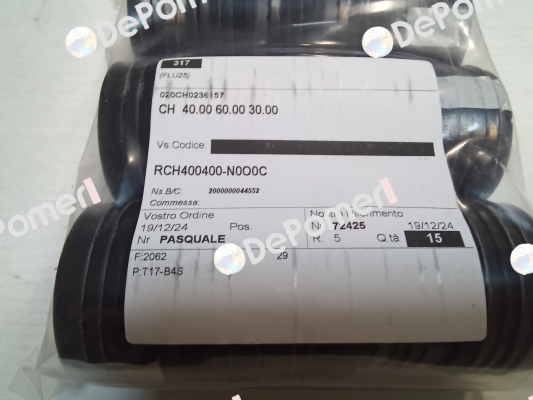 DePomerl
317
(FLU25)
020CH0236157
CH 40.00 60.00 30.00
Vs.Codice
RCH400400-N0O0C
Ns.B/C: 2000000044552
Commessa:
Vostro Ordine Nostro Riferimento
19/12/24 Pos. Nr 72425 19/12/24
Nr PASQUALE R. 5 Q.tà 15
F:2062 29
P:T17-B4S